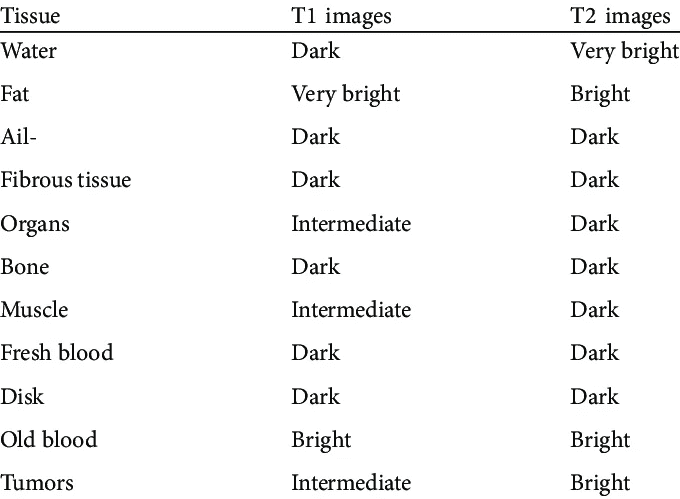 Tissue T1 images T2 images
Water Dark Very bright
Fat Very bright Bright
Ail- Dark Dark
Fibrous tissue Dark Dark
Organs Intermediate Dark
Bone Dark Dark
Muscle Intermediate Dark
Fresh blood Dark Dark
Disk Dark Dark
Old blood Bright Bright
Tumors Intermediate Bright